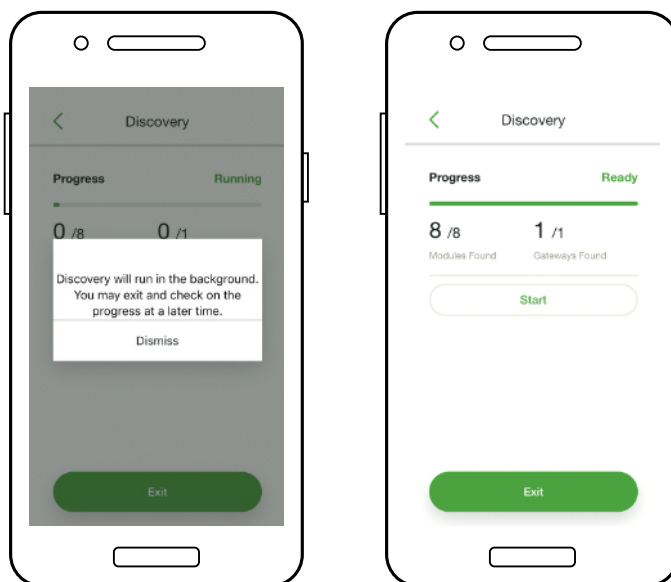 Discovery
Progress Running
0 /8 0 /1
Discovery will run in the background.
You may exit and check on the
progress at a later time.
Dismiss
Exit
Discovery
Progress Ready
8 /8 1 /1
Modules Found Gateways Found
Start
Exit